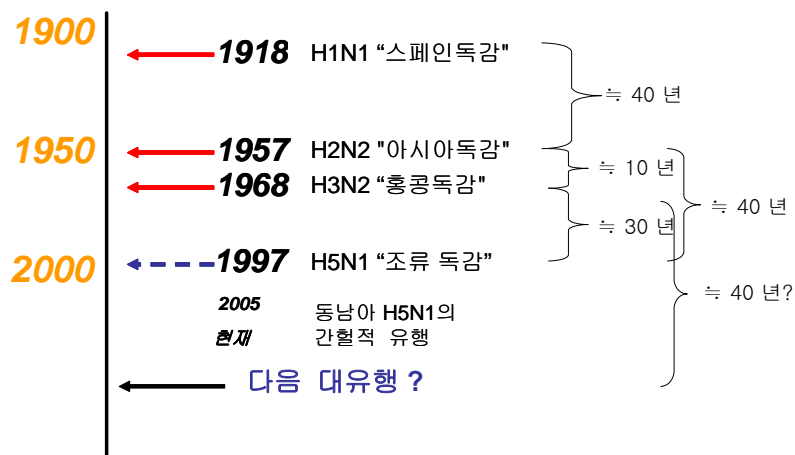 1900
1918 H1N1 “스페인독감"
≒ 40 년
1950
1957 H2N2 "아시아독감"
≒ 10 년
1968 H3N2 "홍콩독감"
≒ 40 년
≒ 30 년
2000
1997 H5N1 “조류 독감”
≒ 40 년?
2005 동남아 H5N1의
현재 간헐적 유행
다음 대유행 ?